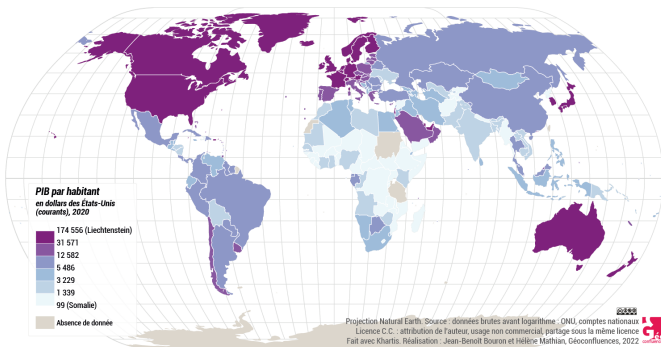 PIB par habitant
en dollars des États-Unis
(courants), 2020
174 556 (Liechtenstein)
31 571
12 582
5 486
3 229
1 339
99 (Somalie)
Absence de donnée
Projection Natural Earth. Source : données brutes avant logarithme : ONU, comptes nationaux
Licence C.C. : attribution de l'auteur, usage non commercial, partage sous la même licence
Fait avec Khartis. Réalisation : Jean-Benoît Bouron et Hélène Mathian, Géoconfluences, 2022